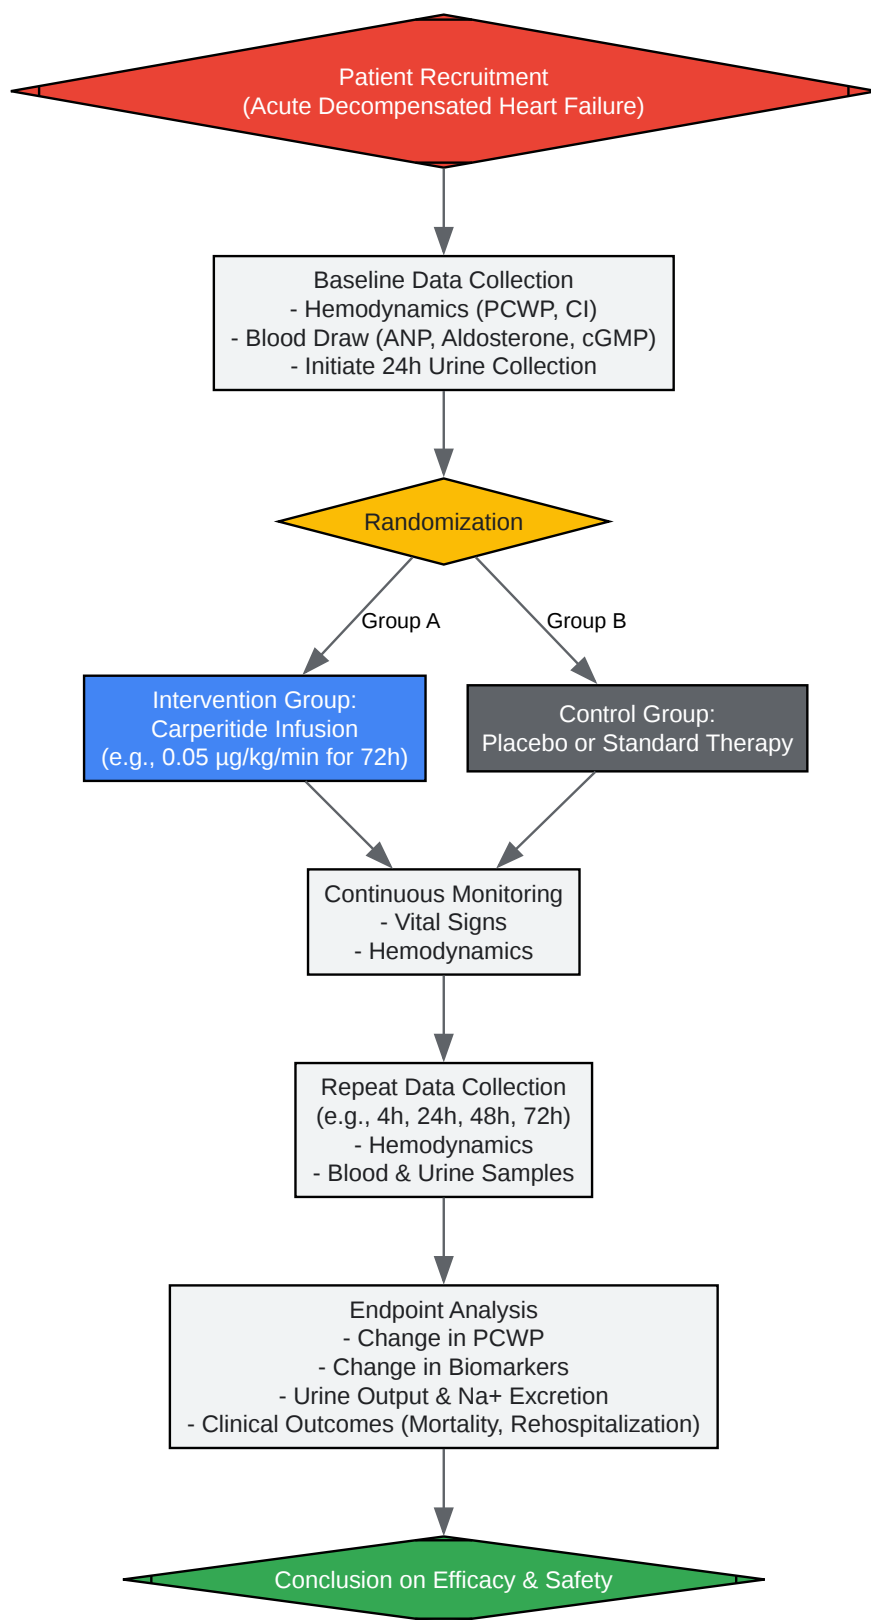 Patient Recruitment
(Acute Decompensated Heart Failure)
Baseline Data Collection
- Hemodynamics (PCWP, CI)
- Blood Draw (ANP, Aldosterone, cGMP)
- Initiate 24h Urine Collection
Randomization
Group A
Group B
Intervention Group:
Carperitide Infusion
(e.g., 0.05 µg/kg/min for 72h)
Control Group:
Placebo or Standard Therapy
Continuous Monitoring
- Vital Signs
- Hemodynamics
Repeat Data Collection
(e.g., 4h, 24h, 48h, 72h)
- Hemodynamics
- Blood & Urine Samples
Endpoint Analysis
- Change in PCWP
- Change in Biomarkers
- Urine Output & Na+ Excretion
- Clinical Outcomes (Mortality, Rehospitalization)
Conclusion on Efficacy & Safety